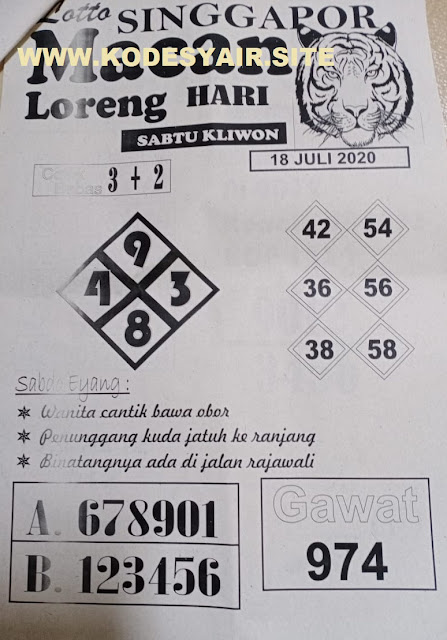 Lotto SINGGAPOR
WWW.KODESYAIR.SITE
Macan
Loreng HARI
SABTU KLIWON
18 JULI 2020
Colok Bebas 3 + 2
9
4 3
8
42 54
36 56
38 58
Sabda Eyang :
Wanita cantik bawa obor
Penunggang kuda jatuh ke ranjang
Binatangnya ada di jalan rajawali
A. 678901
B. 123456
Gawat
974